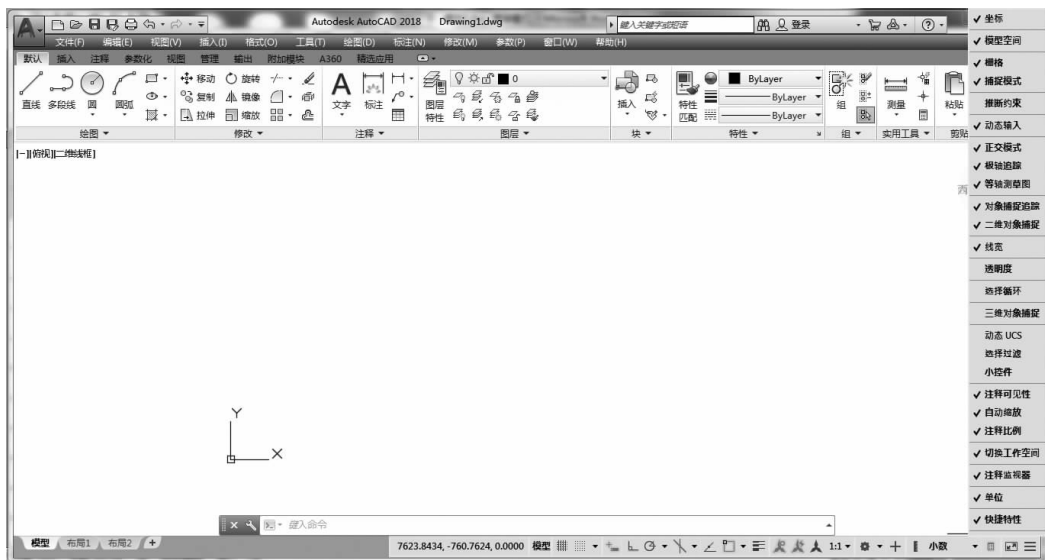 Autodesk AutoCAD 2018 Drawing1.dwg 键入关键字或短语 登录
文件(F) 编辑(E) 视图(V) 插入(I) 格式(O) 工具(T) 绘图(D) 标注(N) 修改(M) 参数(P) 窗口(W) 帮助(H)
默认 插入 注释 参数化 视图 管理 输出 附加模块 A360 精选应用
直线 多段线 圆 圆弧
移动 旋转
复制 镜像
拉伸 缩放
文字 标注
图层
特性
0
插入
特性
匹配
ByLayer
ByLayer
ByLayer
组
测量
粘贴
绘图 修改 注释 图层 块 特性 组 实用工具 剪贴
[-][俯视][二维线框]
西
Y
X
键入命令
模型 布局1 布局2 +
7623.8434, -760.7624, 0.0000 模型 1:1 小数
✓ 坐标
✓ 模型空间
✓ 栅格
✓ 捕捉模式
推断约束
✓ 动态输入
✓ 正交模式
✓ 极轴追踪
✓ 等轴测草图
✓ 对象捕捉追踪
✓ 二维对象捕捉
✓ 线宽
透明度
选择循环
三维对象捕捉
动态 UCS
选择过滤
小控件
✓ 注释可见性
✓ 自动缩放
✓ 注释比例
✓ 切换工作空间
✓ 注释监视器
✓ 单位
✓ 快捷特性